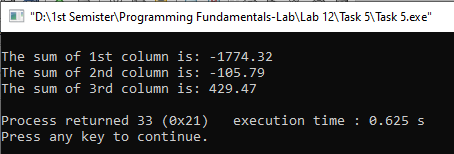 "D:\1st Semister\Programming Fundamentals-Lab\Lab 12\Task 5\Task 5.exe"
The sum of 1st column is: -1774.32
The sum of 2nd column is: -105.79
The sum of 3rd column is: 429.47
Process returned 33 (0x21)   execution time : 0.625 s
Press any key to continue.